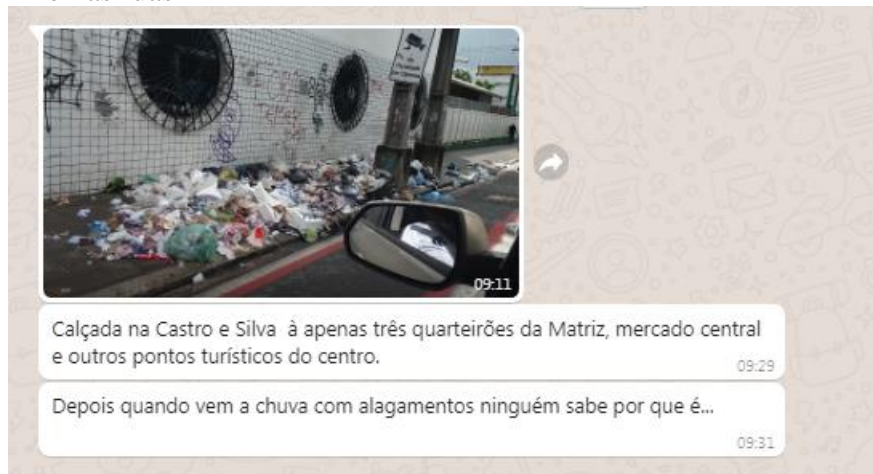 09:11
Calçada na Castro e Silva à apenas três quarteirões da Matriz, mercado central
e outros pontos turísticos do centro.
09:29
Depois quando vem a chuva com alagamentos ninguém sabe por que é...
09:31